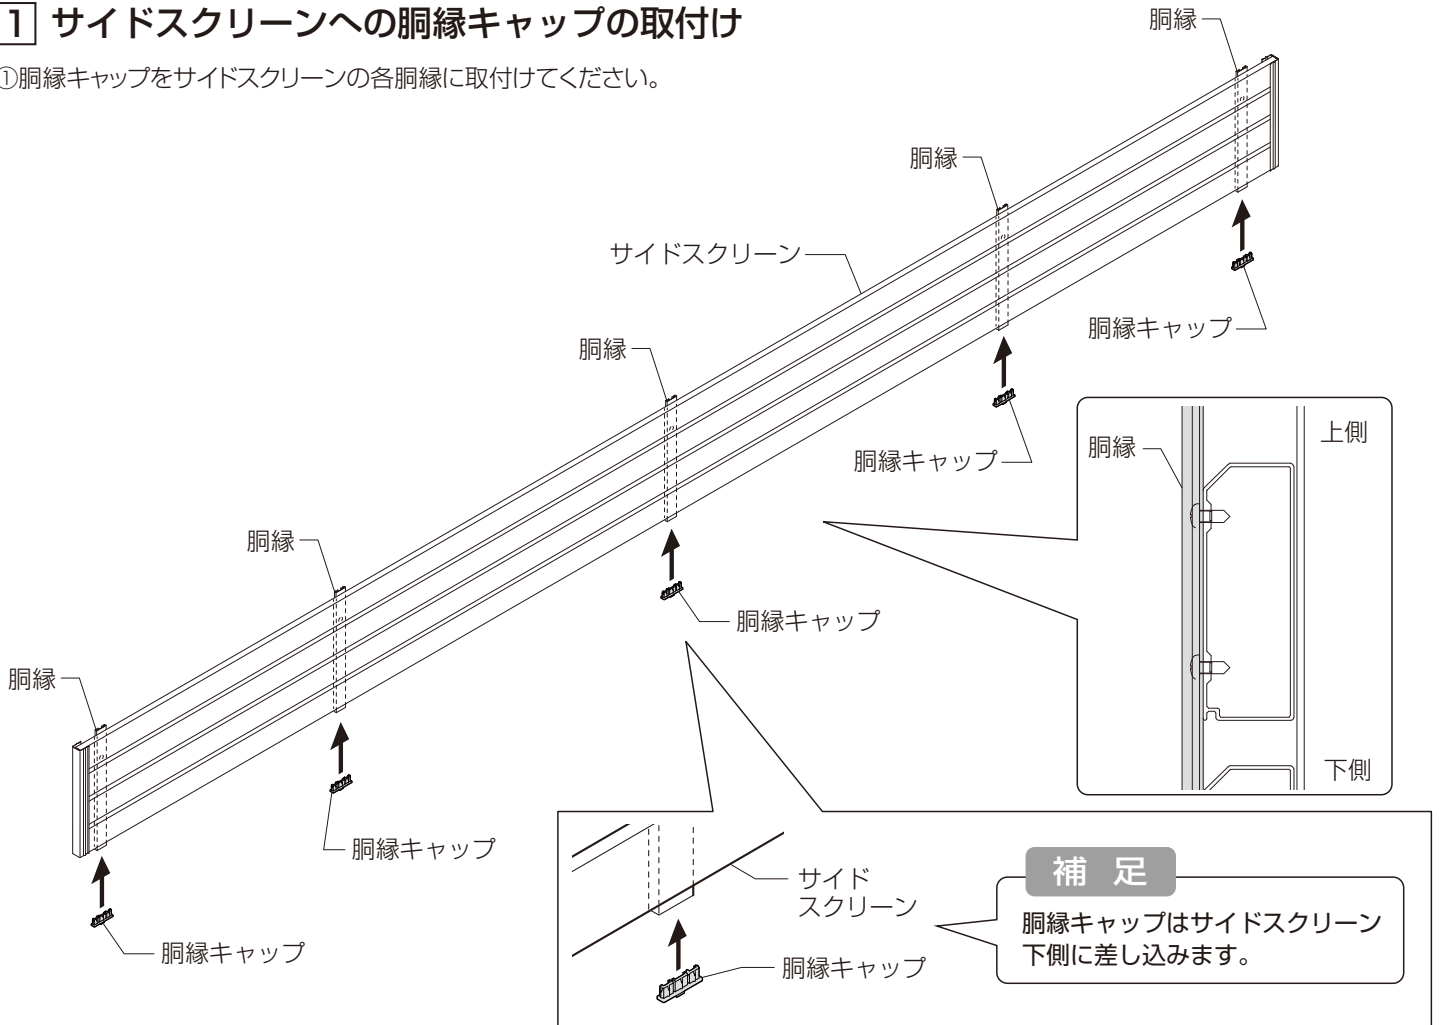 1 サイドスクリーンへの胴縁キャップの取付け
①胴縁キャップをサイドスクリーンの各胴縁に取付けてください。
胴縁
胴縁
サイドスクリーン
胴縁キャップ
胴縁
胴縁キャップ
胴縁
上側
胴縁
胴縁キャップ
胴縁
下側
胴縁キャップ
胴縁キャップ
サイド
スクリーン
胴縁キャップ
補足
胴縁キャップはサイドスクリーン
下側に差し込みます。